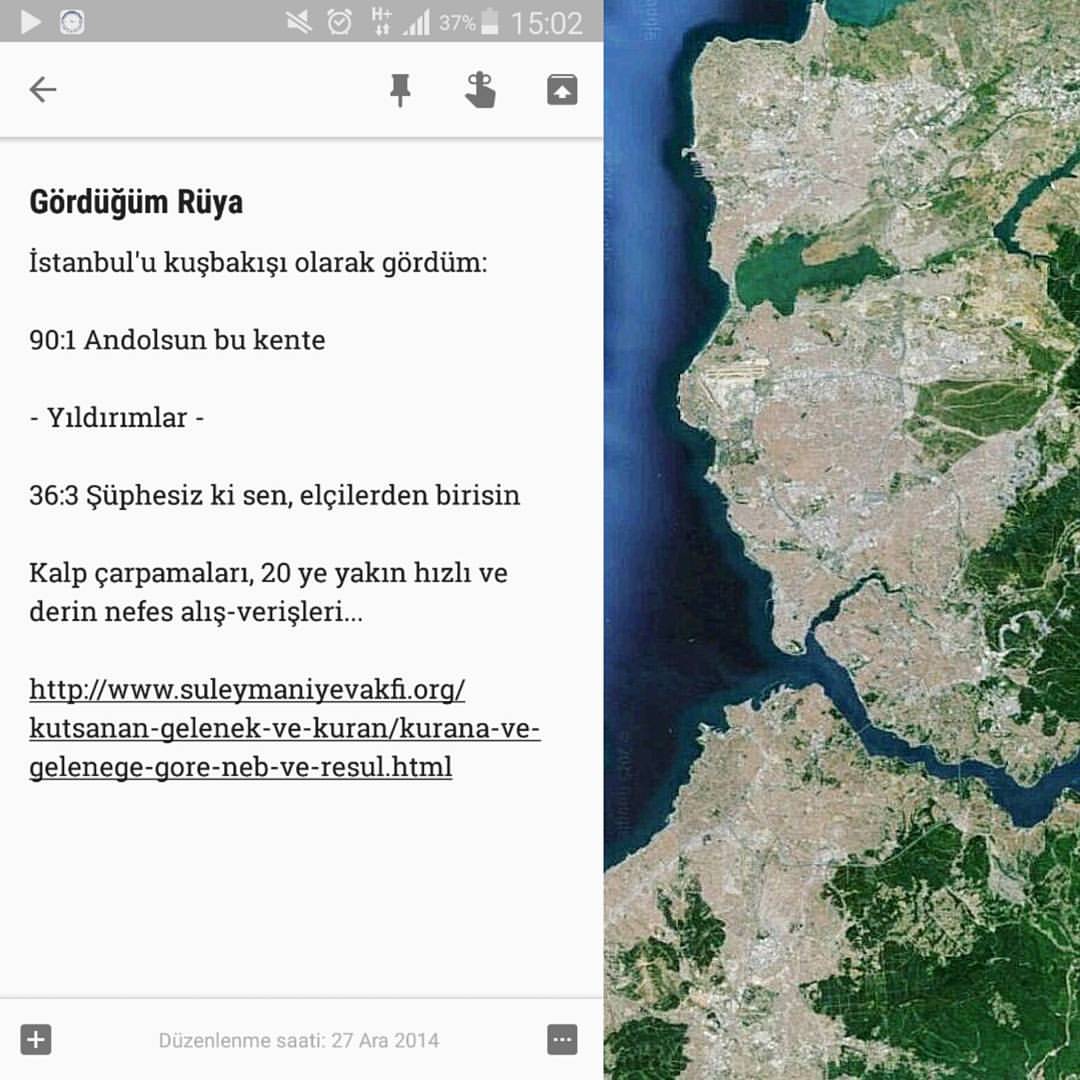 37% 15:02
Gördüğüm Rüya
İstanbul'u kuşbakışı olarak gördüm:
90:1 Andolsun bu kente
- Yıldırımlar -
36:3 Şüphesiz ki sen, elçilerden birisin
Kalp çarpamaları, 20 ye yakın hızlı ve
derin nefes alış-verişleri...
http://www.suleymaniyevakfi.org/
kutsanan-gelenek-ve-kuran/kurana-ve-
gelenege-gore-neb-ve-resul.html
Düzenlenme saati: 27 Ara 2014